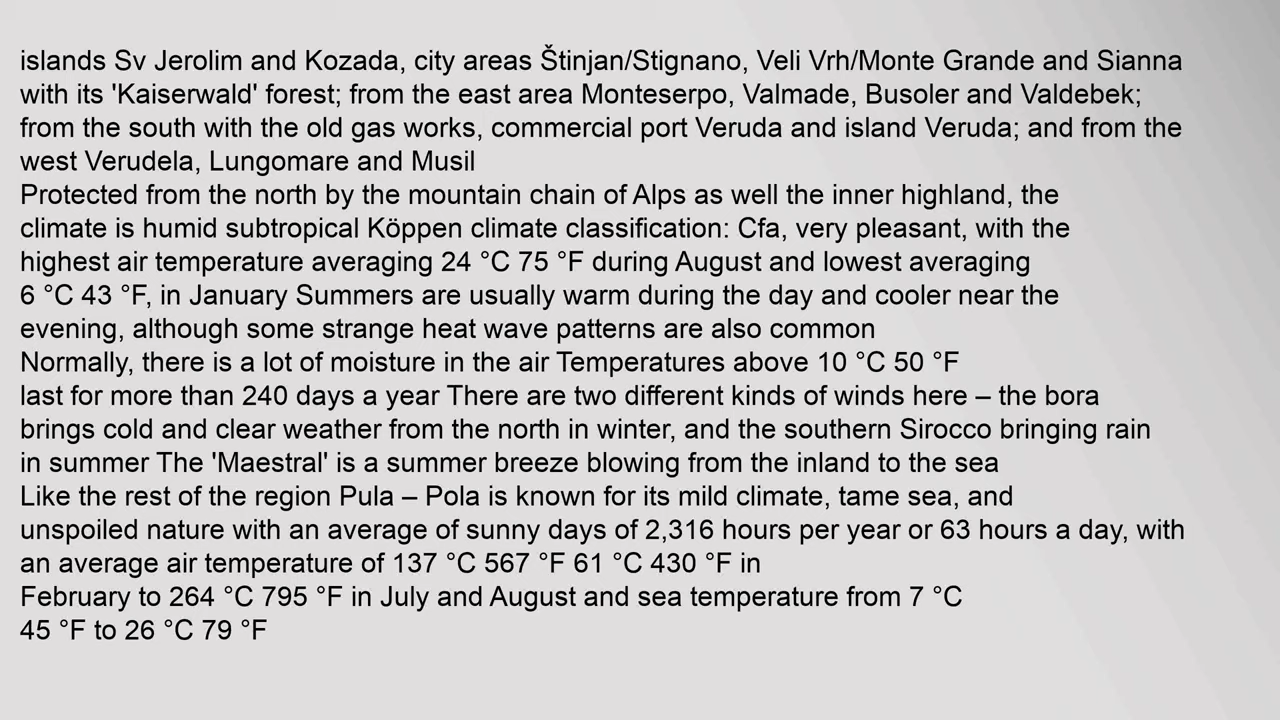 islands Sv Jerolim and Kozada, city areas Štinjan/Stignano, Veli Vrh/Monte Grande and Sianna
with its 'Kaiserwald' forest; from the east area Monteserpo, Valmade, Busoler and Valdebek;
from the south with the old gas works, commercial port Veruda and island Veruda; and from the
west Verudela, Lungomare and Musil
Protected from the north by the mountain chain of Alps as well the inner highland, the
climate is humid subtropical Köppen climate classification: Cfa, very pleasant, with the
highest air temperature averaging 24 °C 75 °F during August and lowest averaging
6 °C 43 °F, in January Summers are usually warm during the day and cooler near the
evening, although some strange heat wave patterns are also common
Normally, there is a lot of moisture in the air Temperatures above 10 °C 50 °F
last for more than 240 days a year There are two different kinds of winds here – the bora
brings cold and clear weather from the north in winter, and the southern Sirocco bringing rain
in summer The 'Maestral' is a summer breeze blowing from the inland to the sea
Like the rest of the region Pula – Pola is known for its mild climate, tame sea, and
unspoiled nature with an average of sunny days of 2,316 hours per year or 63 hours a day, with
an average air temperature of 137 °C 567 °F 61 °C 430 °F in
February to 264 °C 795 °F in July and August and sea temperature from 7 °C
45 °F to 26 °C 79 °F